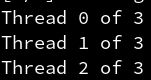 Thread 0 of 3
Thread 1 of 3
Thread 2 of 3